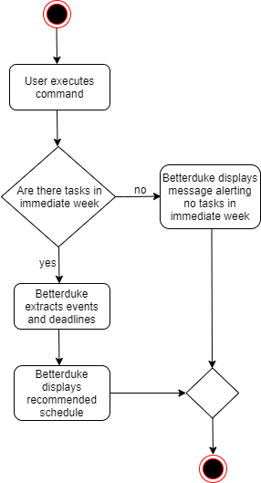 User executes
command
Are there tasks in
immediate week
no
Betterduke displays
message alerting
no tasks in
immediate week
yes
Betterduke
extracts events
and deadlines
Betterduke
displays
recommended
schedule